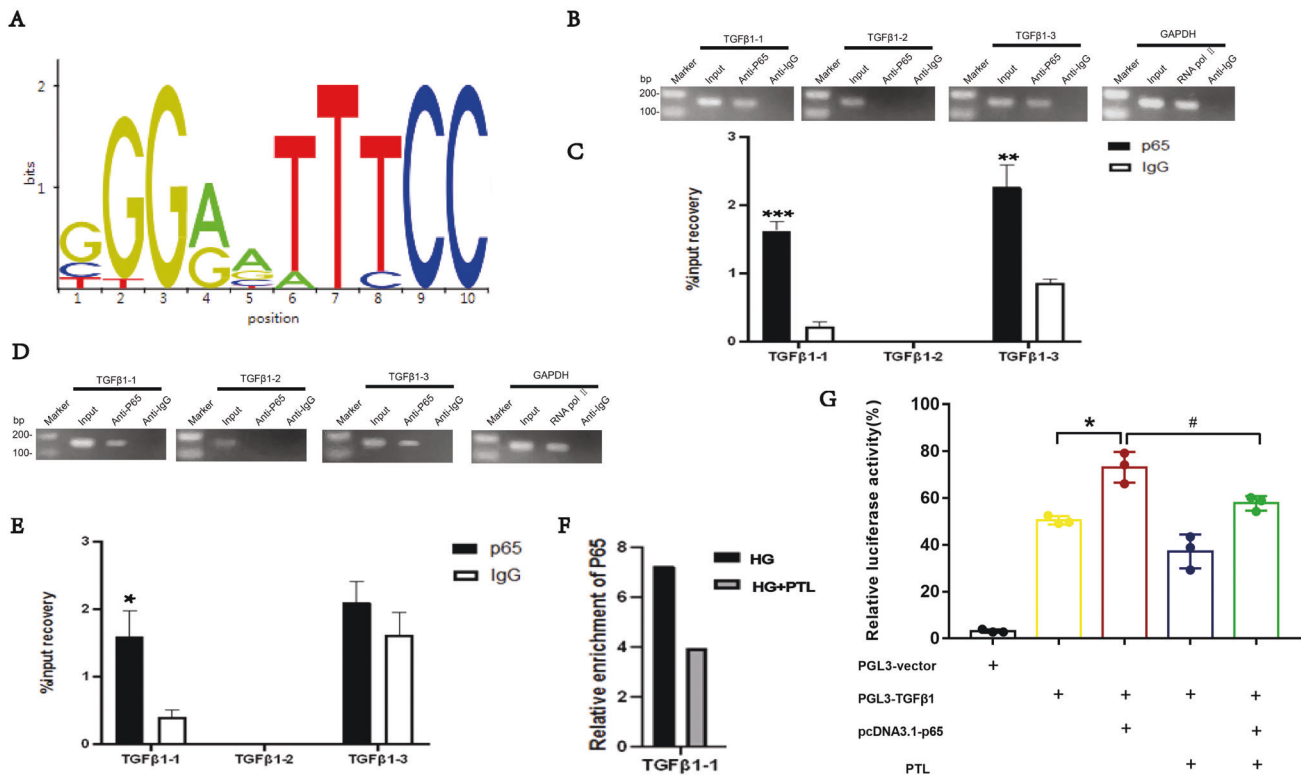 A
bits
2
1
1 2 3 4 5 6 7 8 9 10
position
B
TGFβ1-1 TGFβ1-2 TGFβ1-3 GAPDH
Marker Input Anti-P65 Anti-IgG Marker Input Anti-P65 Anti-IgG Marker Input Anti-P65 Anti-IgG Marker Input RNA pol II Anti-IgG
bp
200-
100-
C
%input recovery
3
2
1
0
*** **
p65
IgG
TGFβ1-1 TGFβ1-2 TGFβ1-3
D
TGFβ1-1 TGFβ1-2 TGFβ1-3 GAPDH
Marker Input Anti-P65 Anti-IgG Marker Input Anti-P65 Anti-IgG Marker Input Anti-P65 Anti-IgG Marker Input RNA pol II Anti-IgG
bp
200-
100-
E
%input recovery
3
2
1
0
*
p65
IgG
TGFβ1-1 TGFβ1-2 TGFβ1-3
F
Relative enrichment of P65
8
6
4
2
0
HG
HG+PTL
TGFβ1-1
G
Relative luciferase activity(%)
100
80
60
40
20
0
* #
PGL3-vector +
PGL3-TGFβ1 + + + +
pcDNA3.1-p65 + +
PTL + +